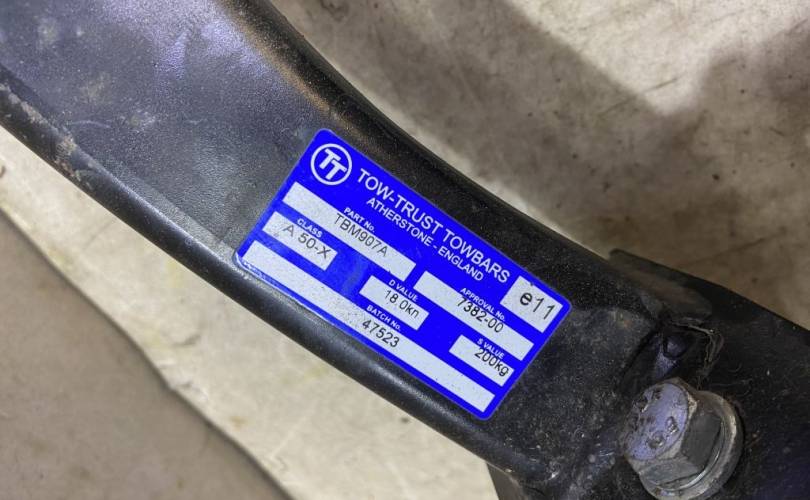 TT
TOW-TRUST TOWBARS
ATHERSTONE - ENGLAND
e11
PART No.
TBM907A
APPROVAL No.
7382-00
CLASS
A 50-X
D VALUE
18.0kn
S VALUE
200kg
BATCH No.
47523